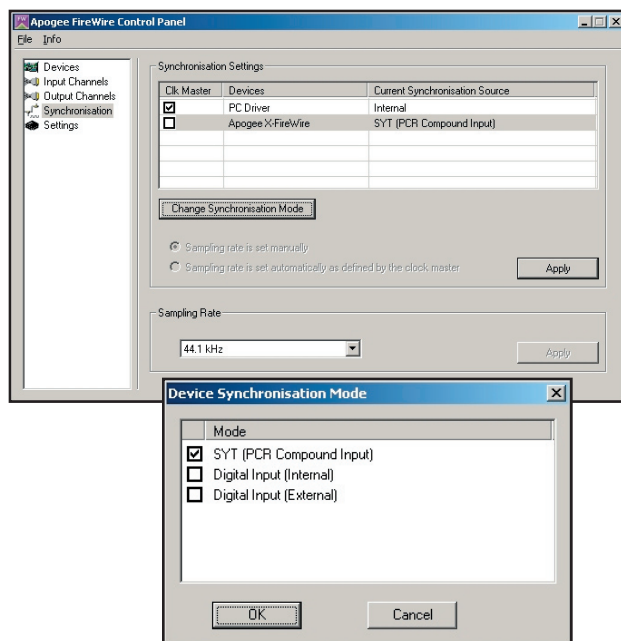 Apogee FireWire Control Panel
File Info
Devices
Input Channels
Output Channels
Synchronisation
Settings
Synchronisation Settings
Clk Master Devices Current Synchronisation Source
PC Driver Internal
Apogee X-FireWire SYT (PCR Compound Input)
Change Synchronisation Mode
Sampling rate is set manually
Sampling rate is set automatically as defined by the clock master
Apply
Sampling Rate
44.1 kHz
Apply
Device Synchronisation Mode
Mode
SYT (PCR Compound Input)
Digital Input (Internal)
Digital Input (External)
OK Cancel